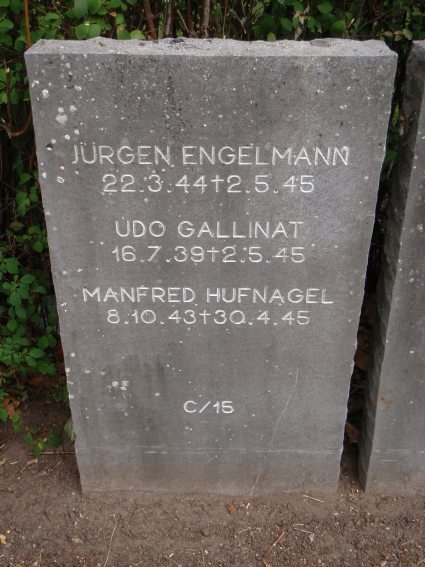 JÜRGEN ENGELMANN
22.3.44†2.5.45
UDO GALLINAT
16.7.39†2.5.45
MANFRED HUFNAGEL
8.10.43†30.4.45
C/15